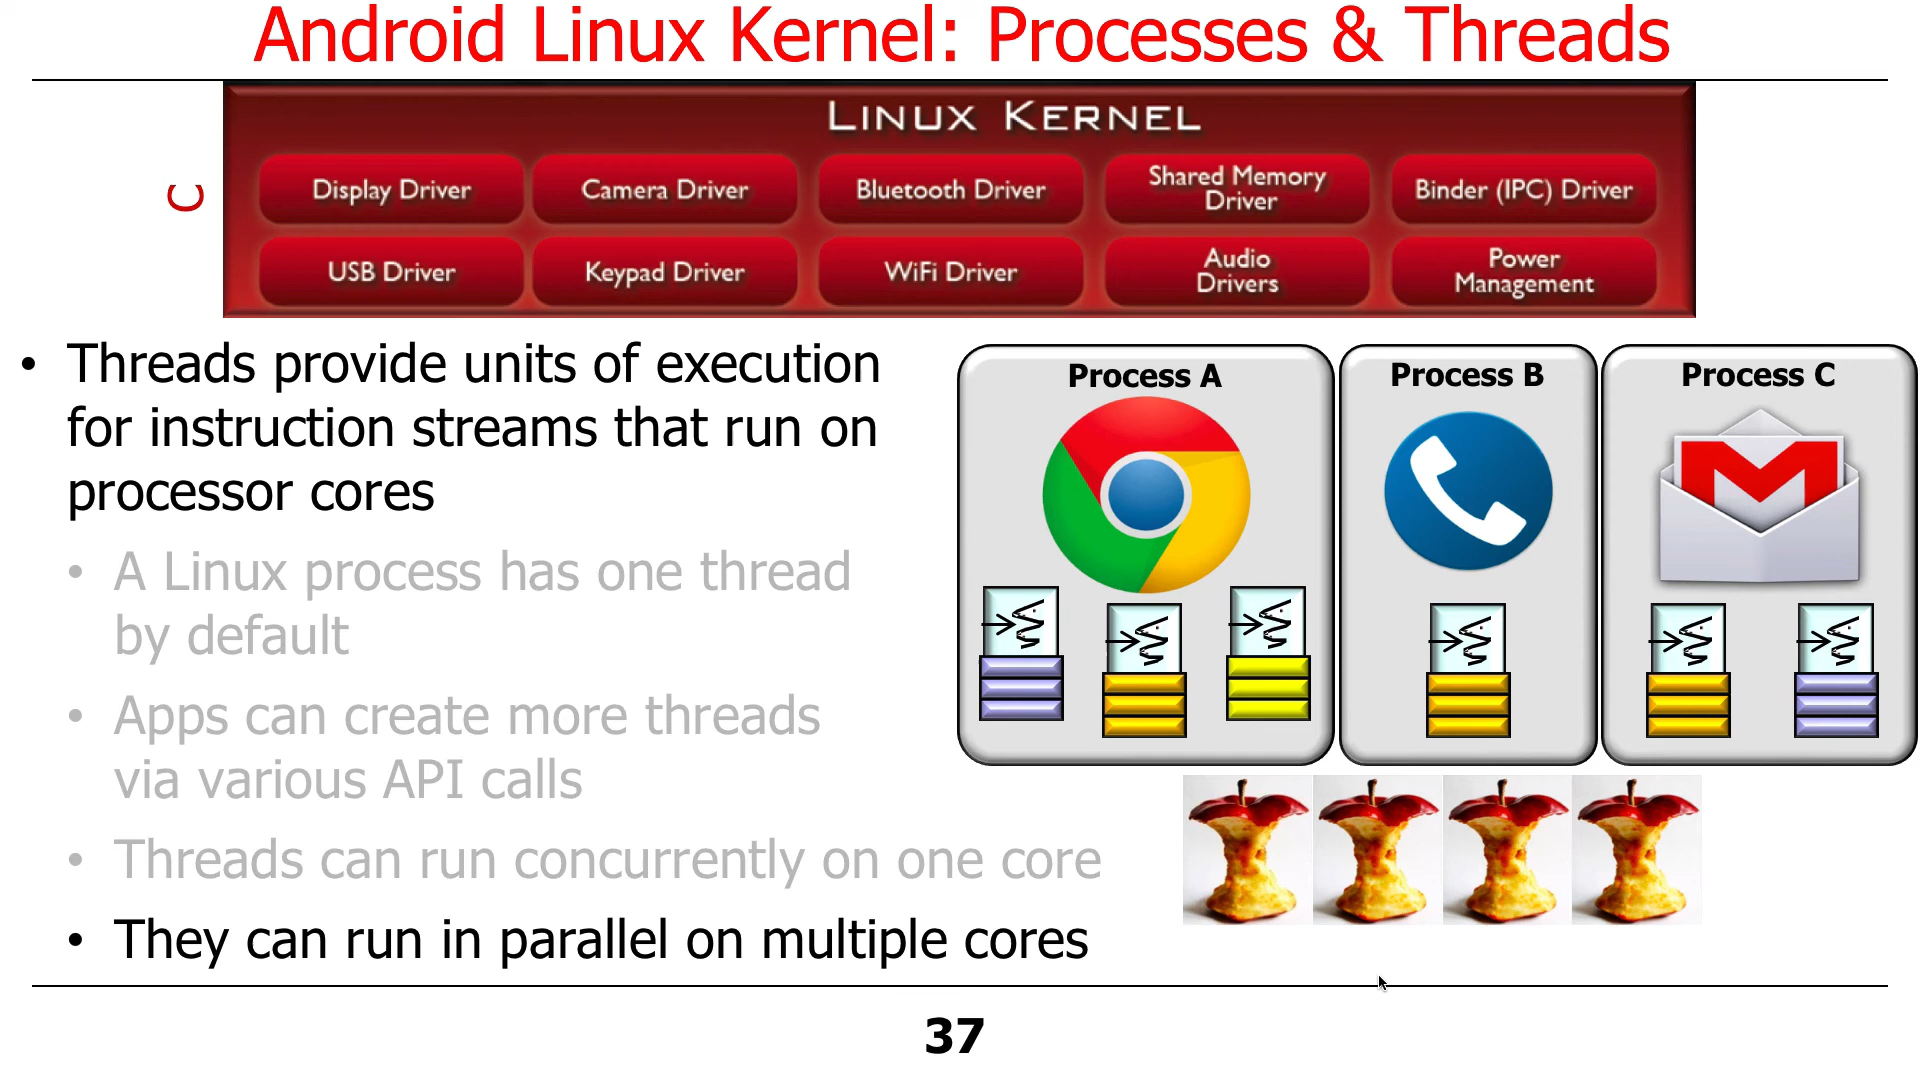 Android Linux Kernel: Processes & Threads
LINUX KERNEL
C
Display Driver
Camera Driver
Bluetooth Driver
Shared Memory
Driver
Binder (IPC) Driver
USB Driver
Keypad Driver
WiFi Driver
Audio
Drivers
Power
Management
• Threads provide units of execution
for instruction streams that run on
processor cores
• A Linux process has one thread
by default
• Apps can create more threads
via various API calls
• Threads can run concurrently on one core
• They can run in parallel on multiple cores
Process A
Process B
Process C
37